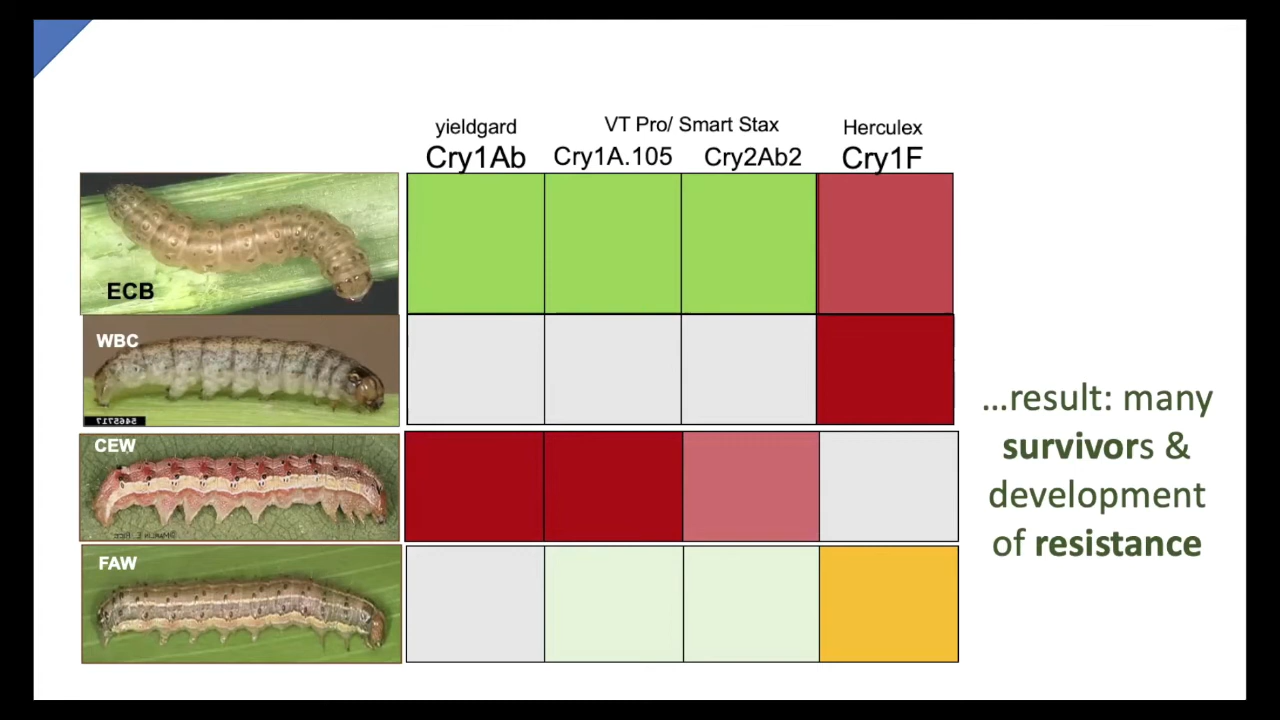 yieldgard
VT Pro/ Smart Stax
Herculex
Cry1Ab
Cry1A.105
Cry2Ab2
Cry1F
ECB
WBC
5465717
CEW
FAW
...result: many
survivors &
development
of resistance